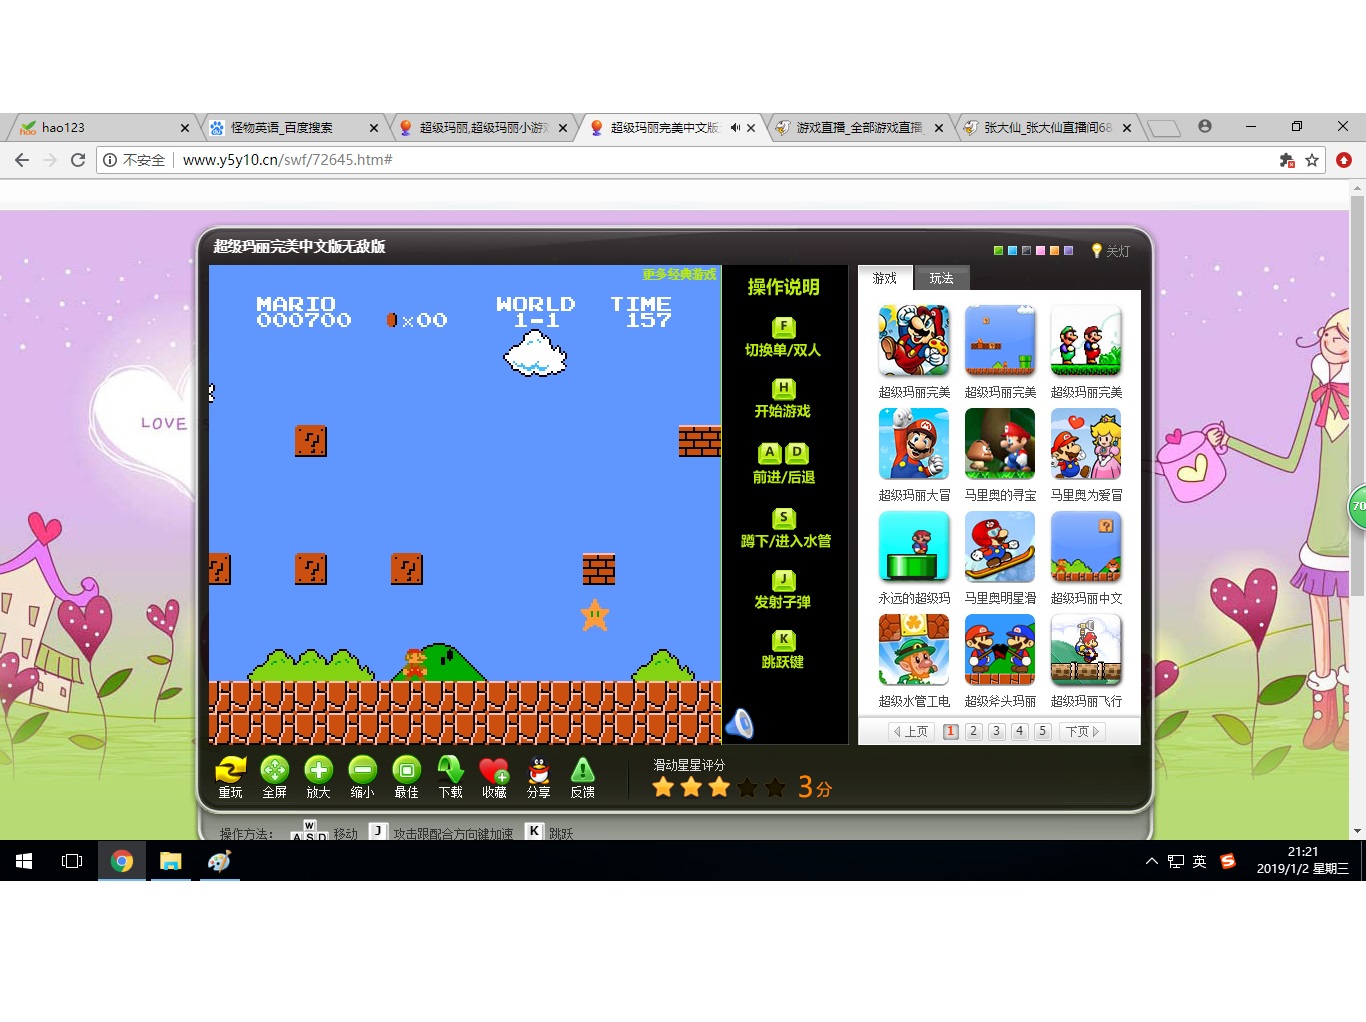 hao123
怪物英语_百度搜索
超级玛丽,超级玛丽小游戏
超级玛丽完美中文版
游戏直播_全部游戏直播
张大仙_张大仙直播间68
不安全
www.y5y10.cn/swf/72645.htm#
超级玛丽完美中文版无敌版
关灯
更多经典游戏
MARIO WORLD TIME
000700 x00 1-1 157
操作说明
F
切换单/双人
H
开始游戏
A D
前进/后退
S
蹲下/进入水管
J
发射子弹
K
跳跃键
游戏 玩法
超级玛丽完美 超级玛丽完美 超级玛丽完美
超级玛丽大冒 马里奥的寻宝 马里奥为爱冒
永远的超级玛 马里奥明星滑 超级玛丽中文
超级水管工电 超级斧头玛丽 超级玛丽飞行
上页 1 2 3 4 5 下页
LOVE
70
重玩 全屏 放大 缩小 最佳 下载 收藏 分享 反馈
滑动星星评分
3分
操作方法: W A S D 移动 J 攻击跟配合方向键加速 K 跳跃
英
21:21
2019/1/2 星期三